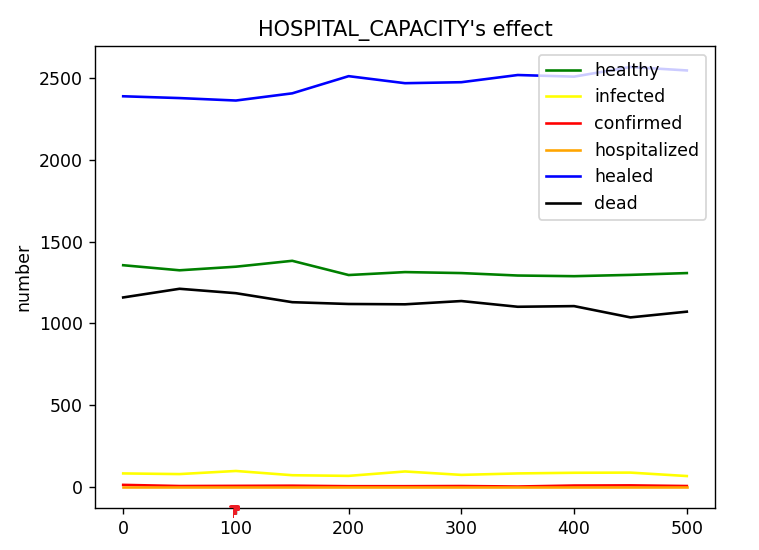 HOSPITAL_CAPACITY's effect
number
2500
2000
1500
1000
500
0
healthy
infected
confirmed
hospitalized
healed
dead
0 100 200 300 400 500